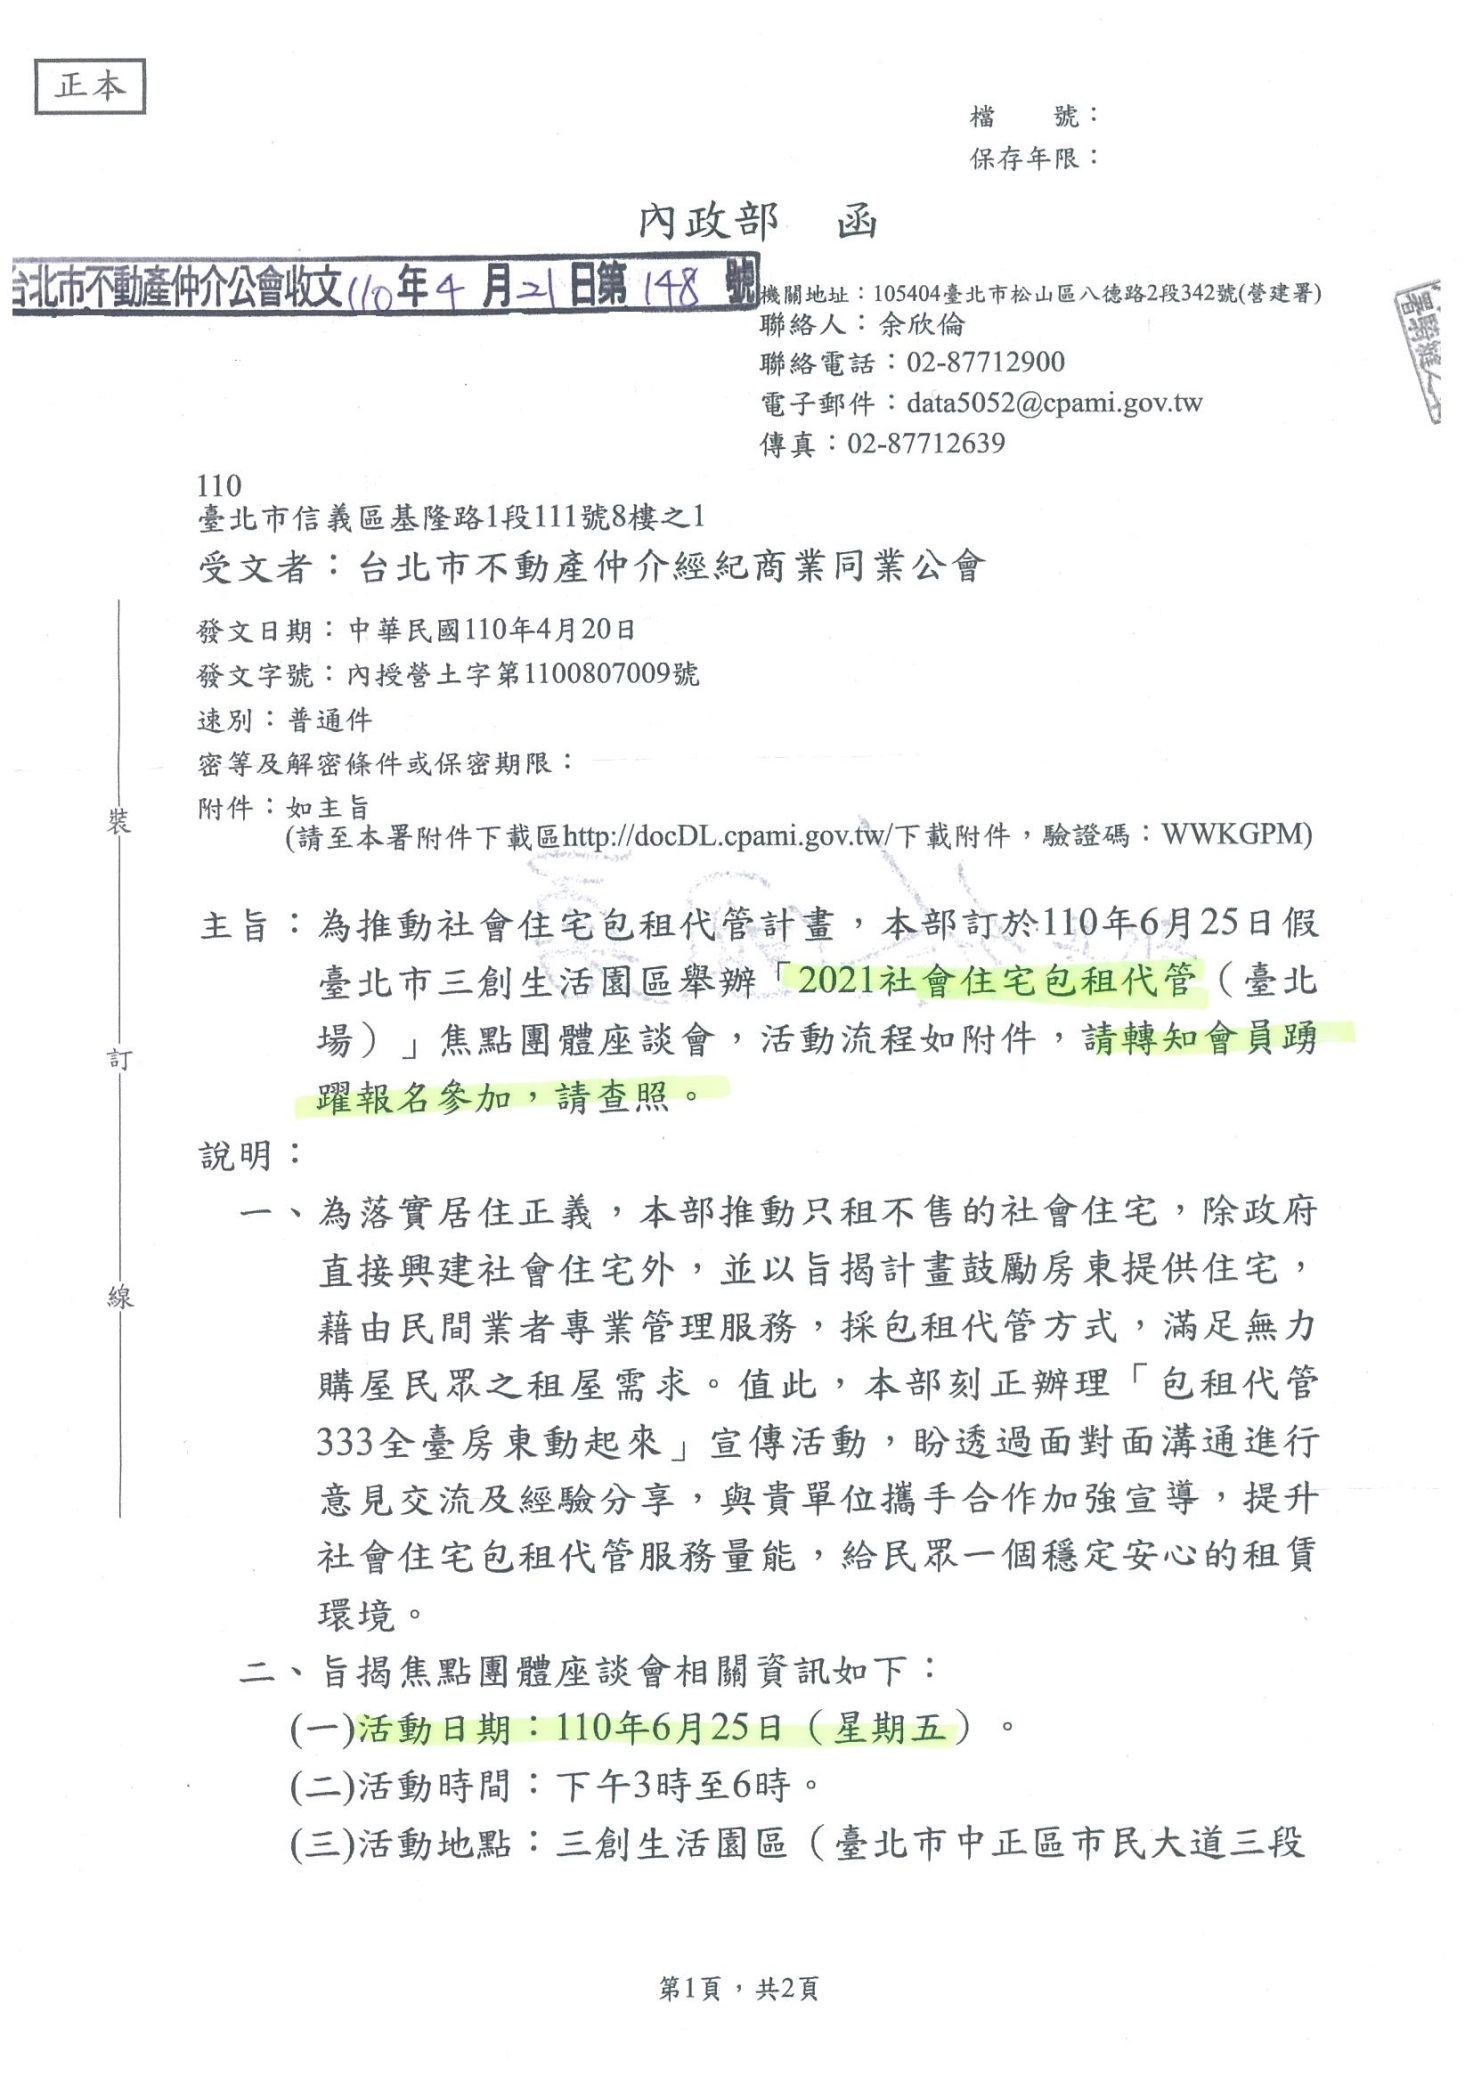 正本
檔　　號：
保存年限：
內政部　函
台北市不動產仲介公會收文110年4月21日第148號
機關地址：105404臺北市松山區八德路2段342號(營建署)
聯絡人：余欣倫
聯絡電話：02-87712900
電子郵件：data5052@cpami.gov.tw
傳真：02-87712639
署騎縫
110
臺北市信義區基隆路1段111號8樓之1
受文者：台北市不動產仲介經紀商業同業公會
發文日期：中華民國110年4月20日
發文字號：內授營土字第1100807009號
速別：普通件
密等及解密條件或保密期限：
附件：如主旨
(請至本署附件下載區http://docDL.cpami.gov.tw/下載附件，驗證碼：WWKGPM)
主旨：為推動社會住宅包租代管計畫，本部訂於110年6月25日假
臺北市三創生活園區舉辦「2021社會住宅包租代管（臺北
場）」焦點團體座談會，活動流程如附件，請轉知會員踴
躍報名參加，請查照。
說明：
一、為落實居住正義，本部推動只租不售的社會住宅，除政府
直接興建社會住宅外，並以旨揭計畫鼓勵房東提供住宅，
藉由民間業者專業管理服務，採包租代管方式，滿足無力
購屋民眾之租屋需求。值此，本部刻正辦理「包租代管
333全臺房東動起來」宣傳活動，盼透過面對面溝通進行
意見交流及經驗分享，與貴單位攜手合作加強宣導，提升
社會住宅包租代管服務量能，給民眾一個穩定安心的租賃
環境。
二、旨揭焦點團體座談會相關資訊如下：
(一)活動日期：110年6月25日（星期五）。
(二)活動時間：下午3時至6時。
(三)活動地點：三創生活園區（臺北市中正區市民大道三段
裝
訂
線
第1頁，共2頁